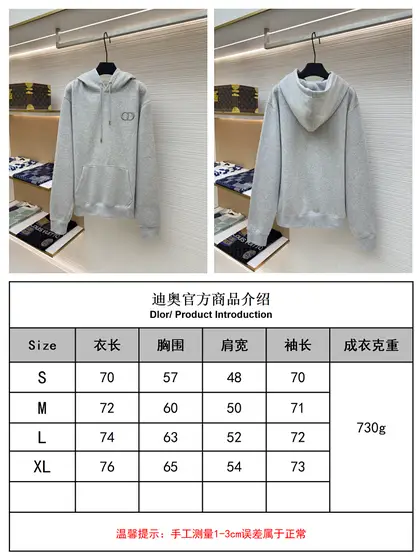 CD
迪奥官方商品介绍
DIor/ Product Introduction
Size 衣长 胸围 肩宽 袖长 成衣克重
S 70 57 48 70
M 72 60 50 71
L 74 63 52 72
XL 76 65 54 73
730g
温馨提示：手工测量1-3cm误差属于正常